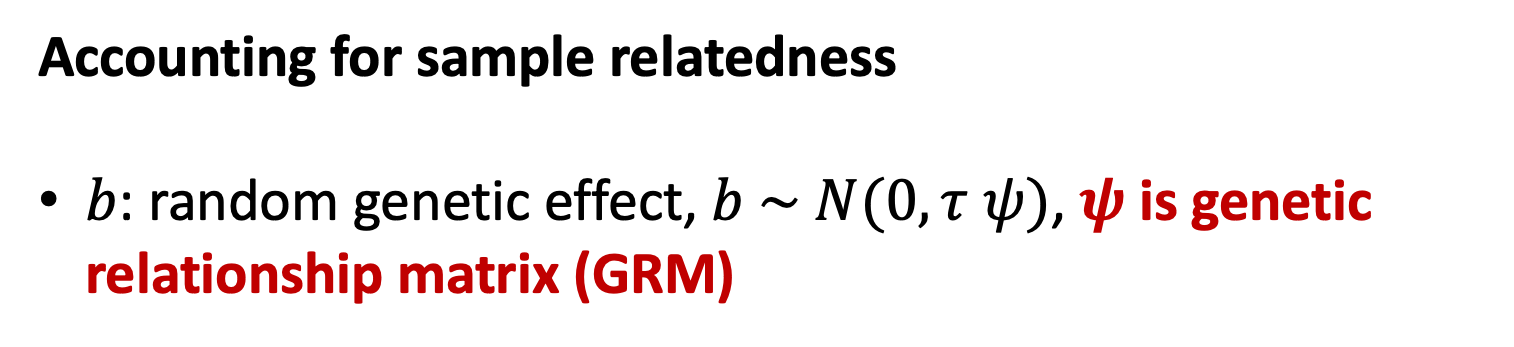 Accounting for sample relatedness
• b: random genetic effect, b ~ N(0, τ ψ), ψ is genetic
relationship matrix (GRM)